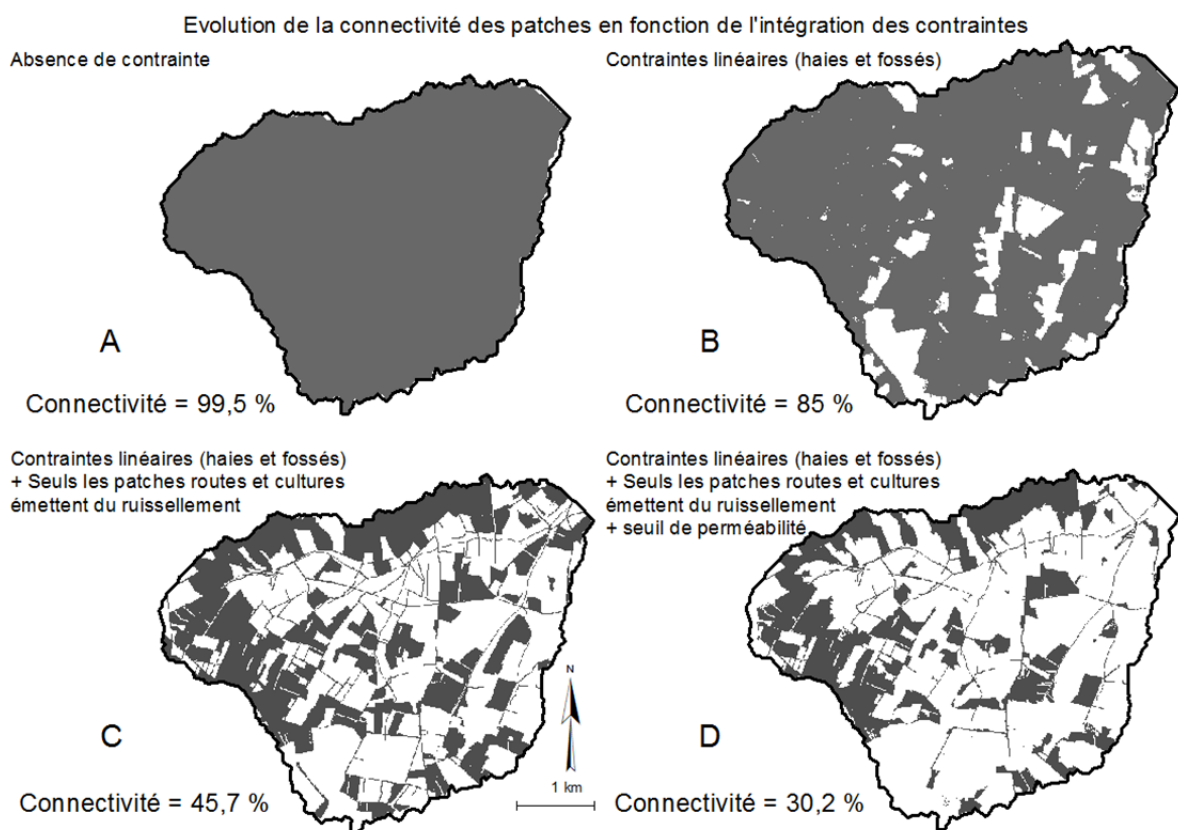 Evolution de la connectivité des patches en fonction de l'intégration des contraintes
Absence de contrainte
A
Connectivité = 99,5 %
Contraintes linéaires (haies et fossés)
B
Connectivité = 85 %
Contraintes linéaires (haies et fossés)
+ Seuls les patches routes et cultures
émettent du ruissellement
C
Connectivité = 45,7 %
N
1 km
Contraintes linéaires (haies et fossés)
+ Seuls les patches routes et cultures
émettent du ruissellement
+ seuil de perméabilité
D
Connectivité = 30,2 %